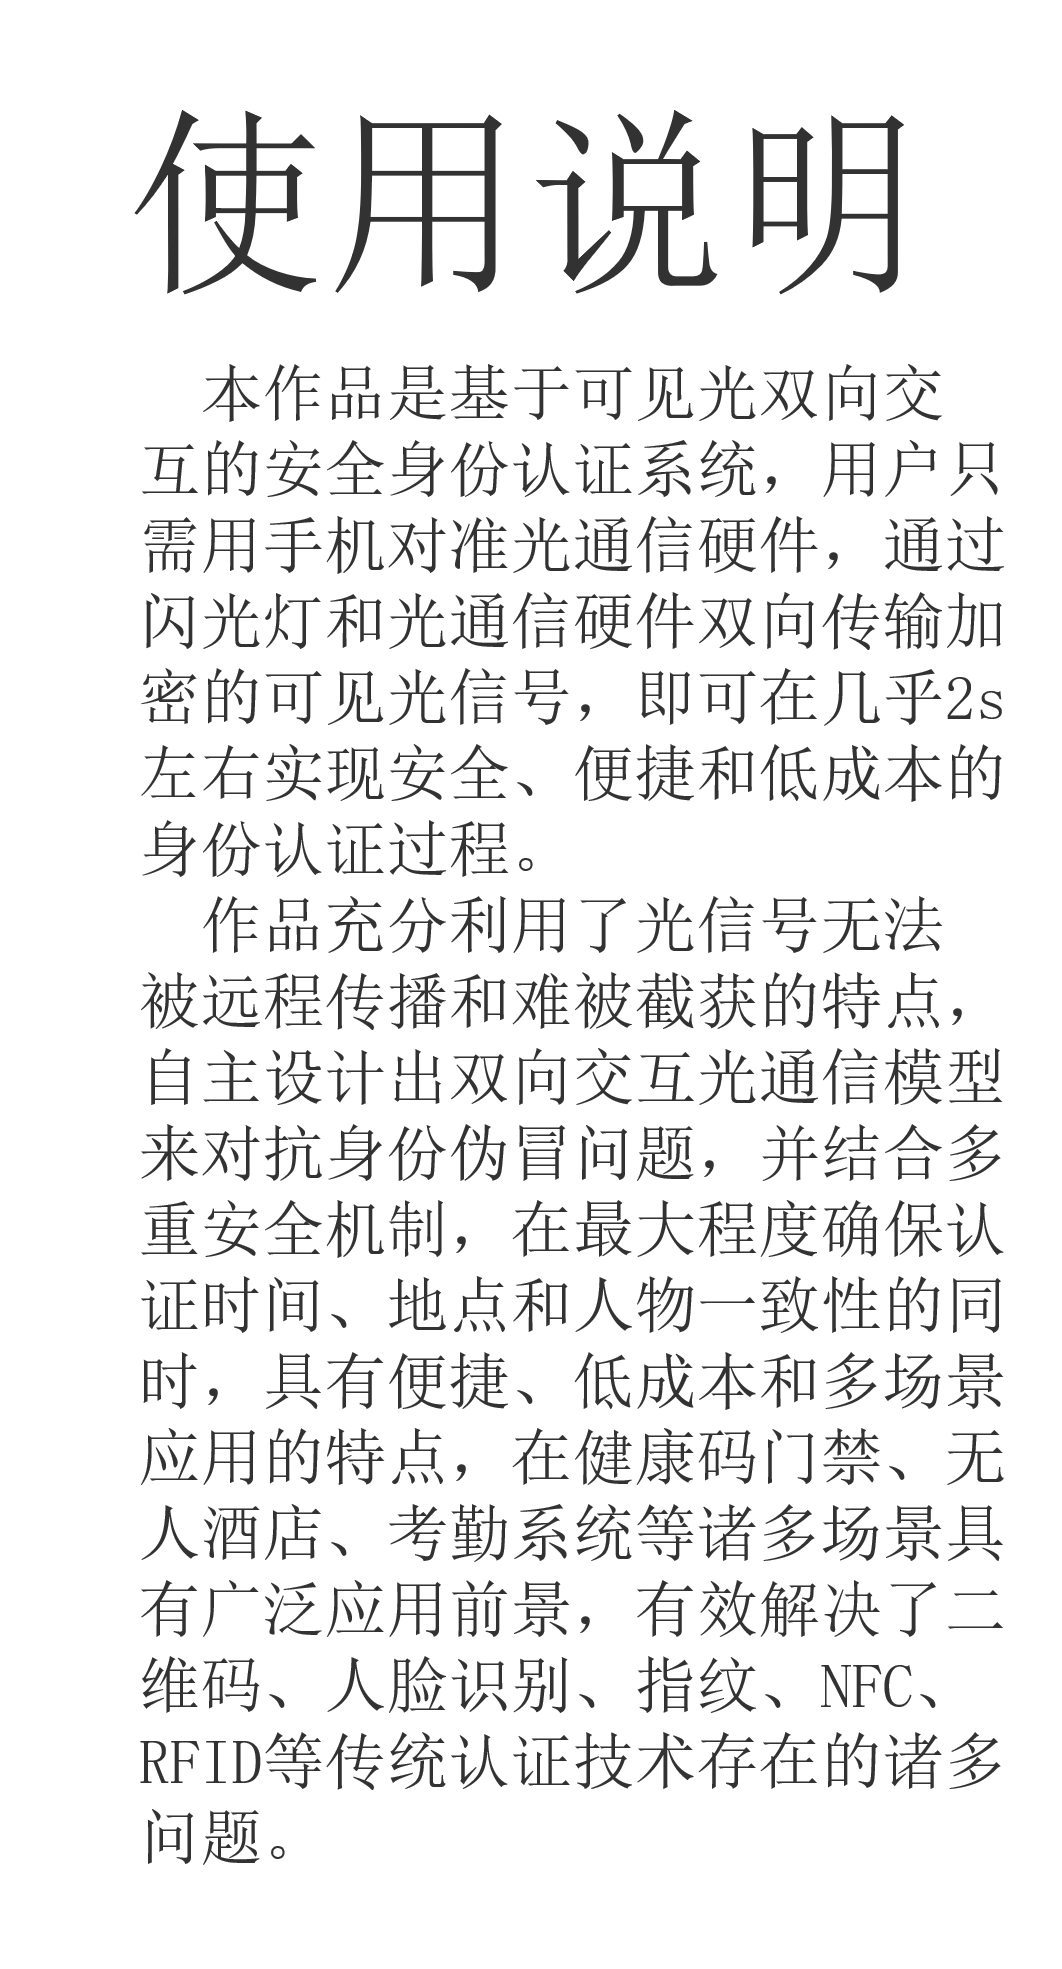 使用说明
本作品是基于可见光双向交
互的安全身份认证系统，用户只
需用手机对准光通信硬件，通过
闪光灯和光通信硬件双向传输加
密的可见光信号，即可在几乎2s
左右实现安全、便捷和低成本的
身份认证过程。
作品充分利用了光信号无法
被远程传播和难被截获的特点，
自主设计出双向交互光通信模型
来对抗身份伪冒问题，并结合多
重安全机制，在最大程度确保认
证时间、地点和人物一致性的同
时，具有便捷、低成本和多场景
应用的特点，在健康码门禁、无
人酒店、考勤系统等诸多场景具
有广泛应用前景，有效解决了二
维码、人脸识别、指纹、NFC、
RFID等传统认证技术存在的诸多
问题。